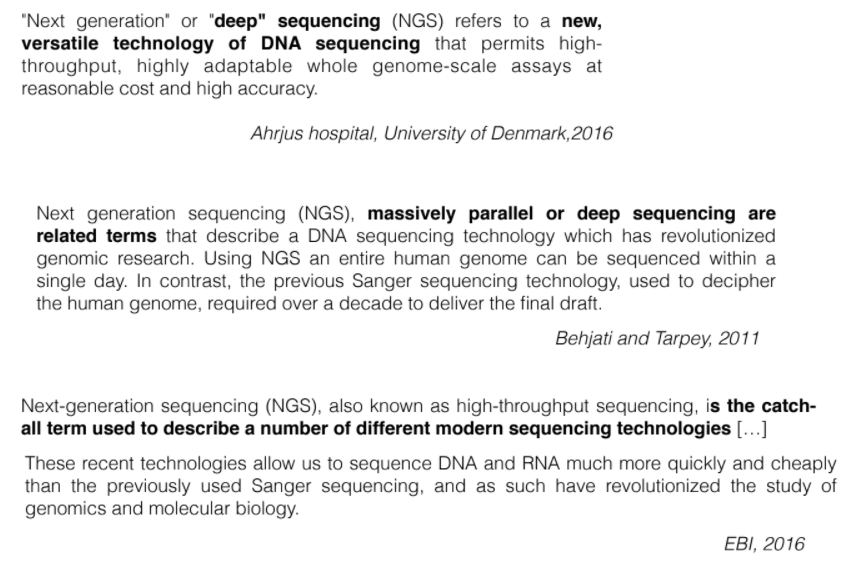 "Next generation" or "deep" sequencing (NGS) refers to a new,
versatile technology of DNA sequencing that permits high-
throughput, highly adaptable whole genome-scale assays at
reasonable cost and high accuracy.
Ahrjus hospital, University of Denmark,2016
Next generation sequencing (NGS), massively parallel or deep sequencing are
related terms that describe a DNA sequencing technology which has revolutionized
genomic research. Using NGS an entire human genome can be sequenced within a
single day. In contrast, the previous Sanger sequencing technology, used to decipher
the human genome, required over a decade to deliver the final draft.
Behjati and Tarpey, 2011
Next-generation sequencing (NGS), also known as high-throughput sequencing, is the catch-
all term used to describe a number of different modern sequencing technologies […]
These recent technologies allow us to sequence DNA and RNA much more quickly and cheaply
than the previously used Sanger sequencing, and as such have revolutionized the study of
genomics and molecular biology.
EBI, 2016